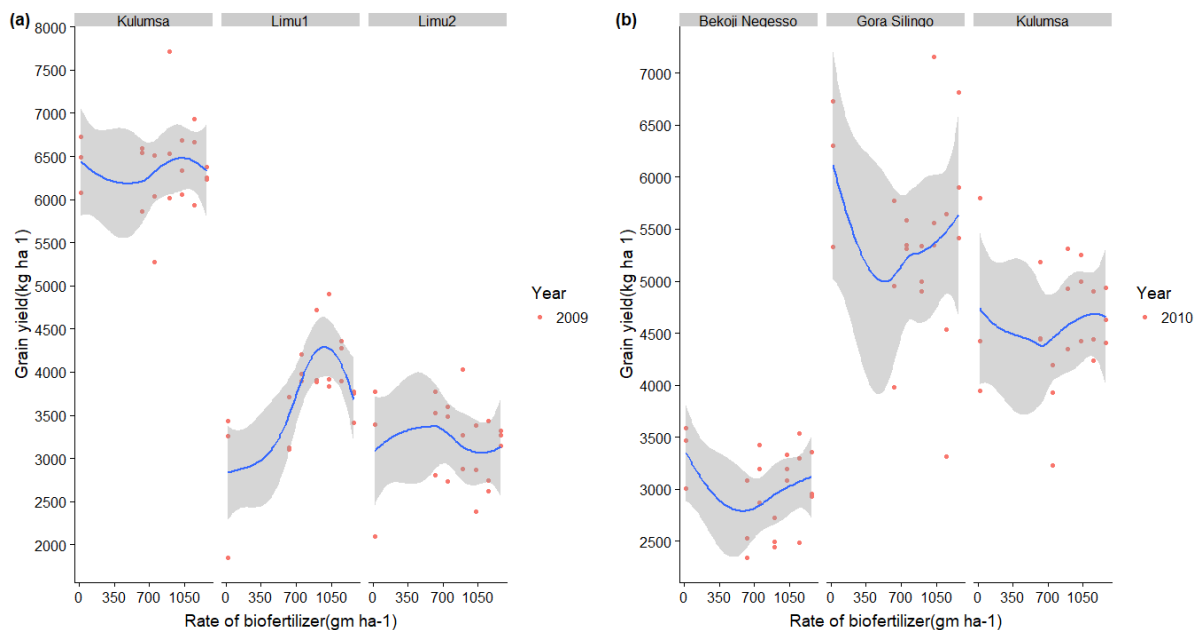 (a)
Kulumsa Limu1 Limu2
8000
7500
7000
6500
6000
5500
5000
4500
4000
3500
3000
2500
2000
Grain yield(kg ha 1)
0 350 700 1050 0 350 700 1050 0 350 700 1050
Rate of biofertilizer(gm ha-1)
Year
2009
(b)
Bekoji Negesso Gora Silingo Kulumsa
7000
6500
6000
5500
5000
4500
4000
3500
3000
2500
Grain yield(kg ha 1)
0 350 700 1050 0 350 700 1050 0 350 700 1050
Rate of biofertilizer(gm ha-1)
Year
2010